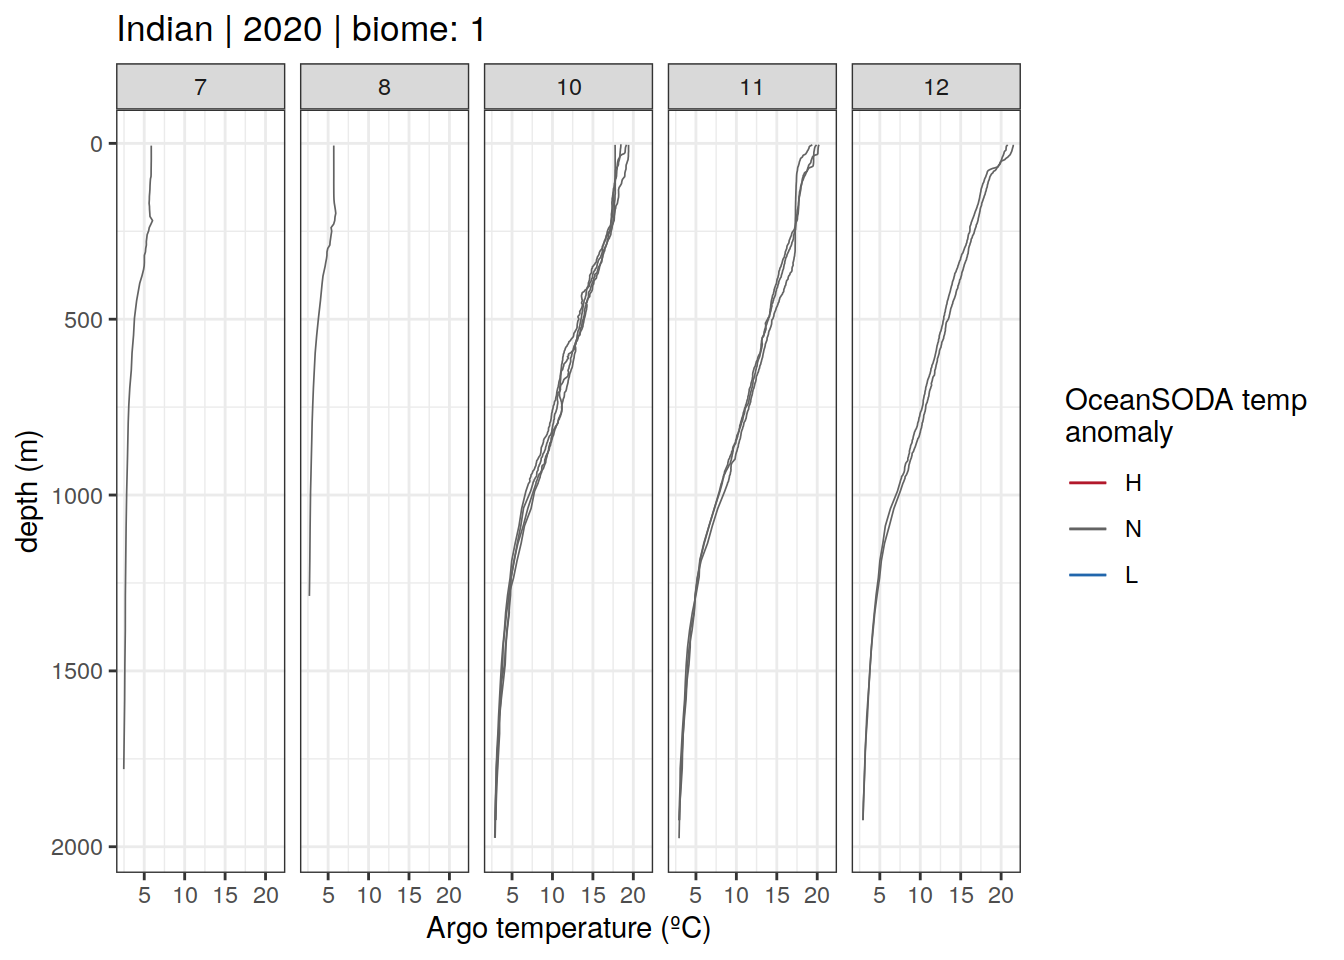 Indian | 2020 | biome: 1
7 8 10 11 12
0
500
1000
1500
2000
depth (m)
5 10 15 20 5 10 15 20 5 10 15 20 5 10 15 20 5 10 15 20
Argo temperature (ºC)
OceanSODA temp
anomaly
H
N
L